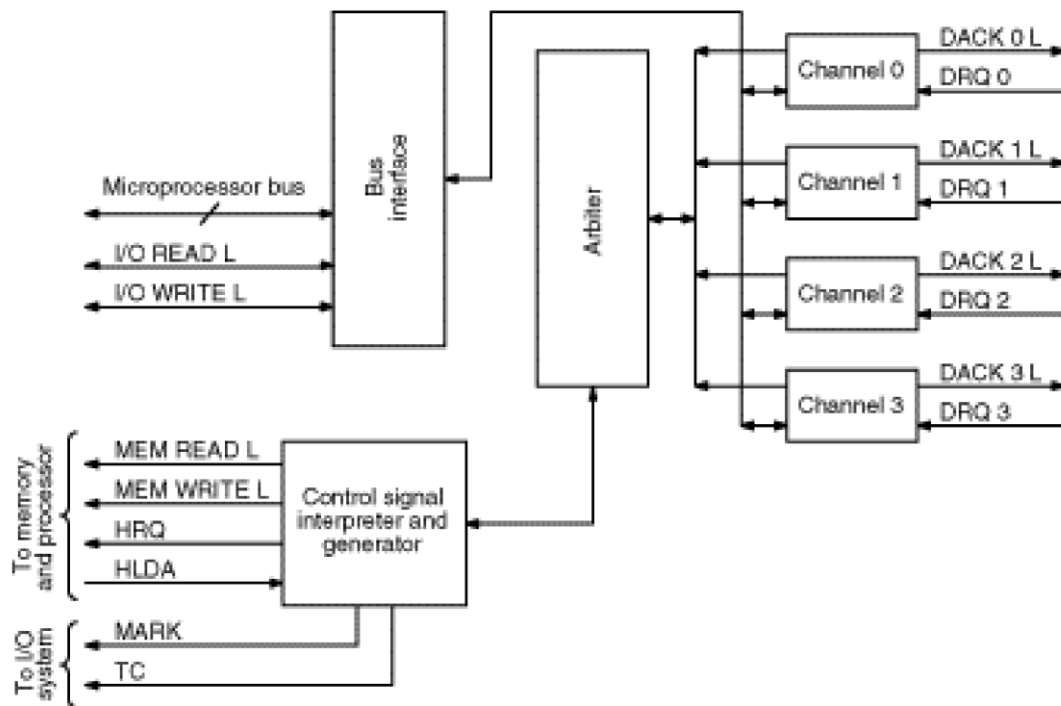 Microprocessor bus
I/O READ L
I/O WRITE L
Bus
interface
Arbiter
Channel 0
DACK 0 L
DRQ 0
Channel 1
DACK 1 L
DRQ 1
Channel 2
DACK 2 L
DRQ 2
Channel 3
DACK 3 L
DRQ 3
To memory
and processor
MEM READ L
MEM WRITE L
HRQ
HLDA
Control signal
interpreter and
generator
To I/O
system
MARK
TC